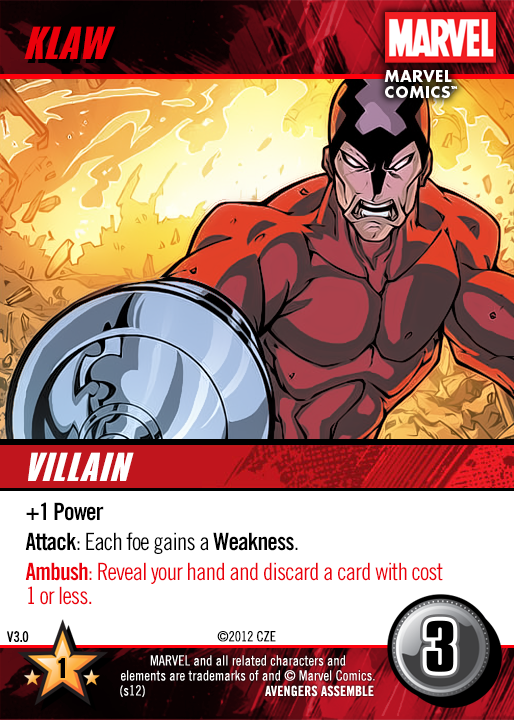 KLAW
MARVEL
MARVEL
COMICS™
VILLAIN
+1 Power
Attack: Each foe gains a Weakness.
Ambush: Reveal your hand and discard a card with cost
1 or less.
V3.0
©2012 CZE
1
MARVEL and all related characters and
elements are trademarks of and © Marvel Comics.
(s12)
AVENGERS ASSEMBLE
3